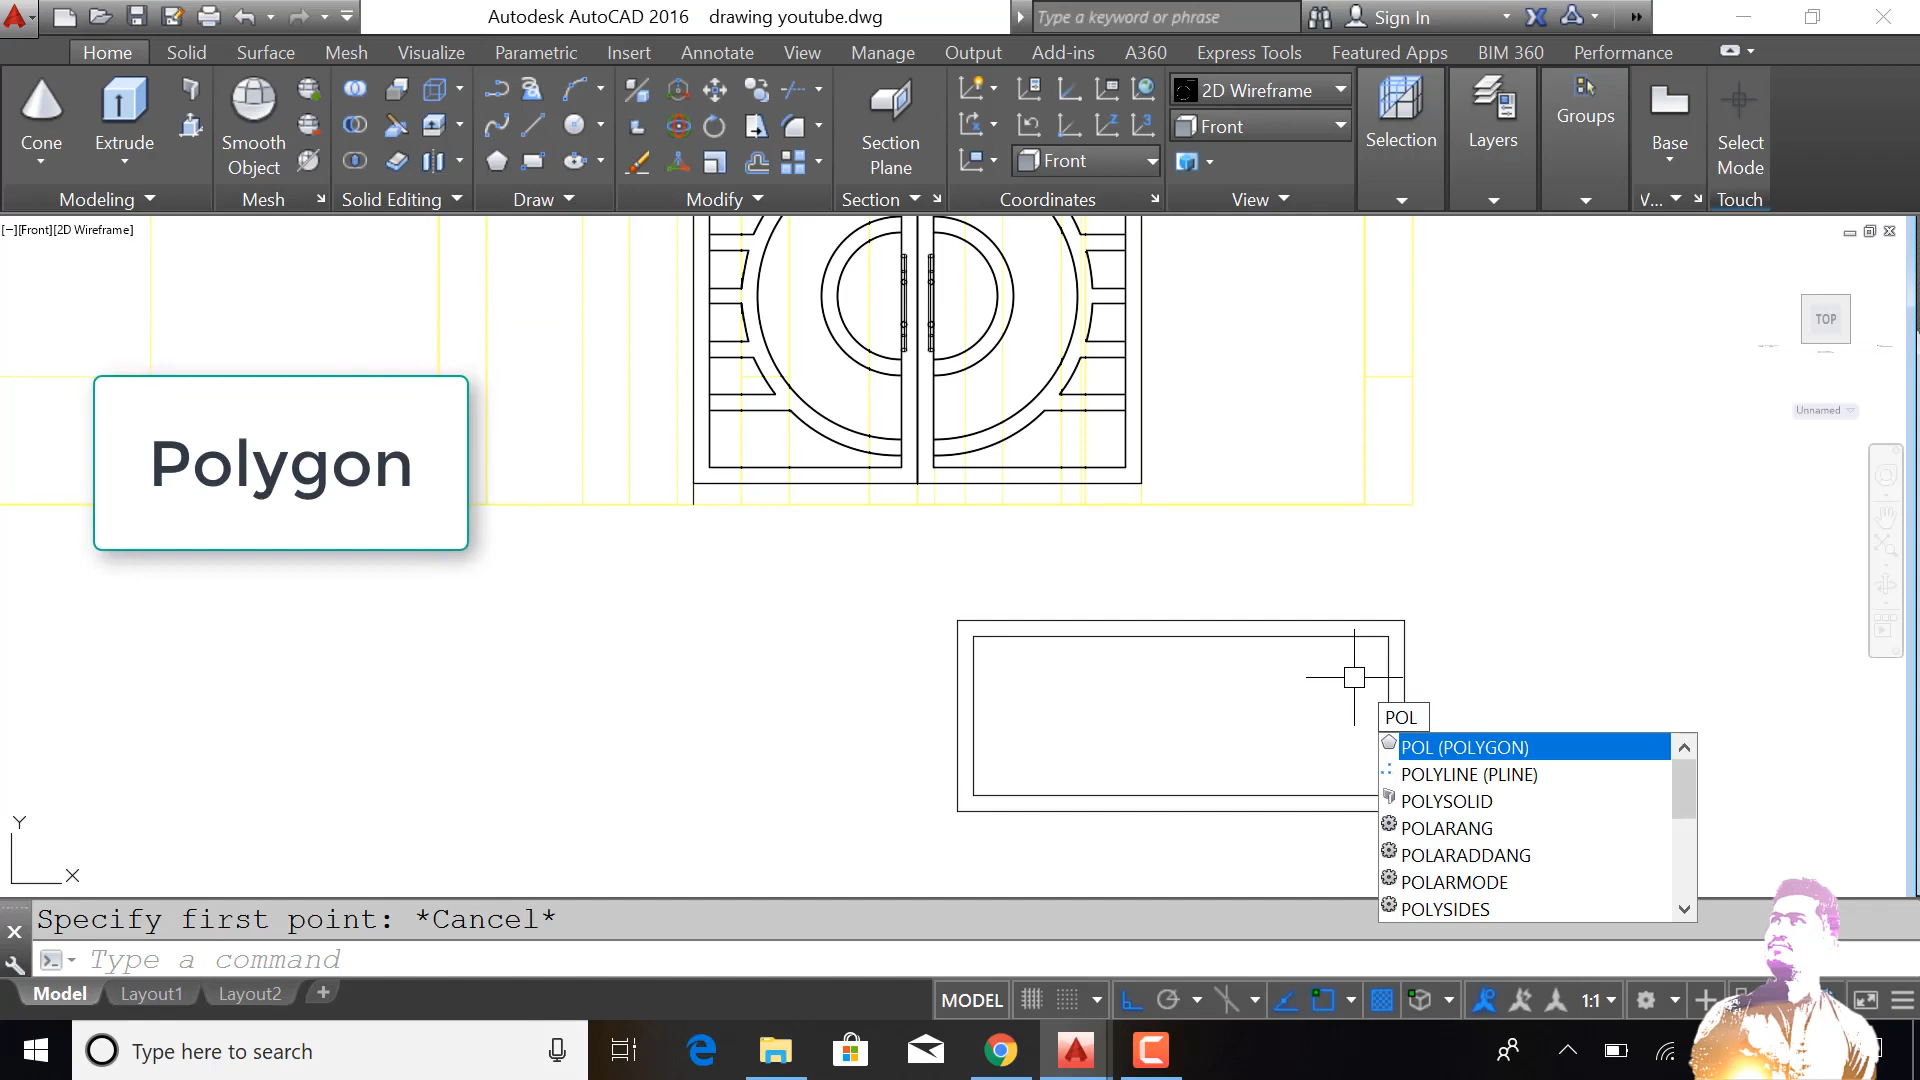 Autodesk AutoCAD 2016 drawing youtube.dwg
Type a keyword or phrase
Sign In
Home Solid Surface Mesh Visualize Parametric Insert Annotate View Manage Output Add-ins A360 Express Tools Featured Apps BIM 360 Performance
Cone
Extrude
Smooth
Object
Section
Plane
2D Wireframe
Front
Front
Selection
Layers
Groups
Base
Select
Mode
Modeling Mesh Solid Editing Draw Modify Section Coordinates View V... Touch
[−][Front][2D Wireframe]
TOP
Unnamed
Polygon
POL
POL (POLYGON)
POLYLINE (PLINE)
POLYSOLID
POLARANG
POLARADDANG
POLARMODE
POLYSIDES
Y
X
Specify first point: *Cancel*
Type a command
Model Layout1 Layout2
MODEL
1:1
Type here to search